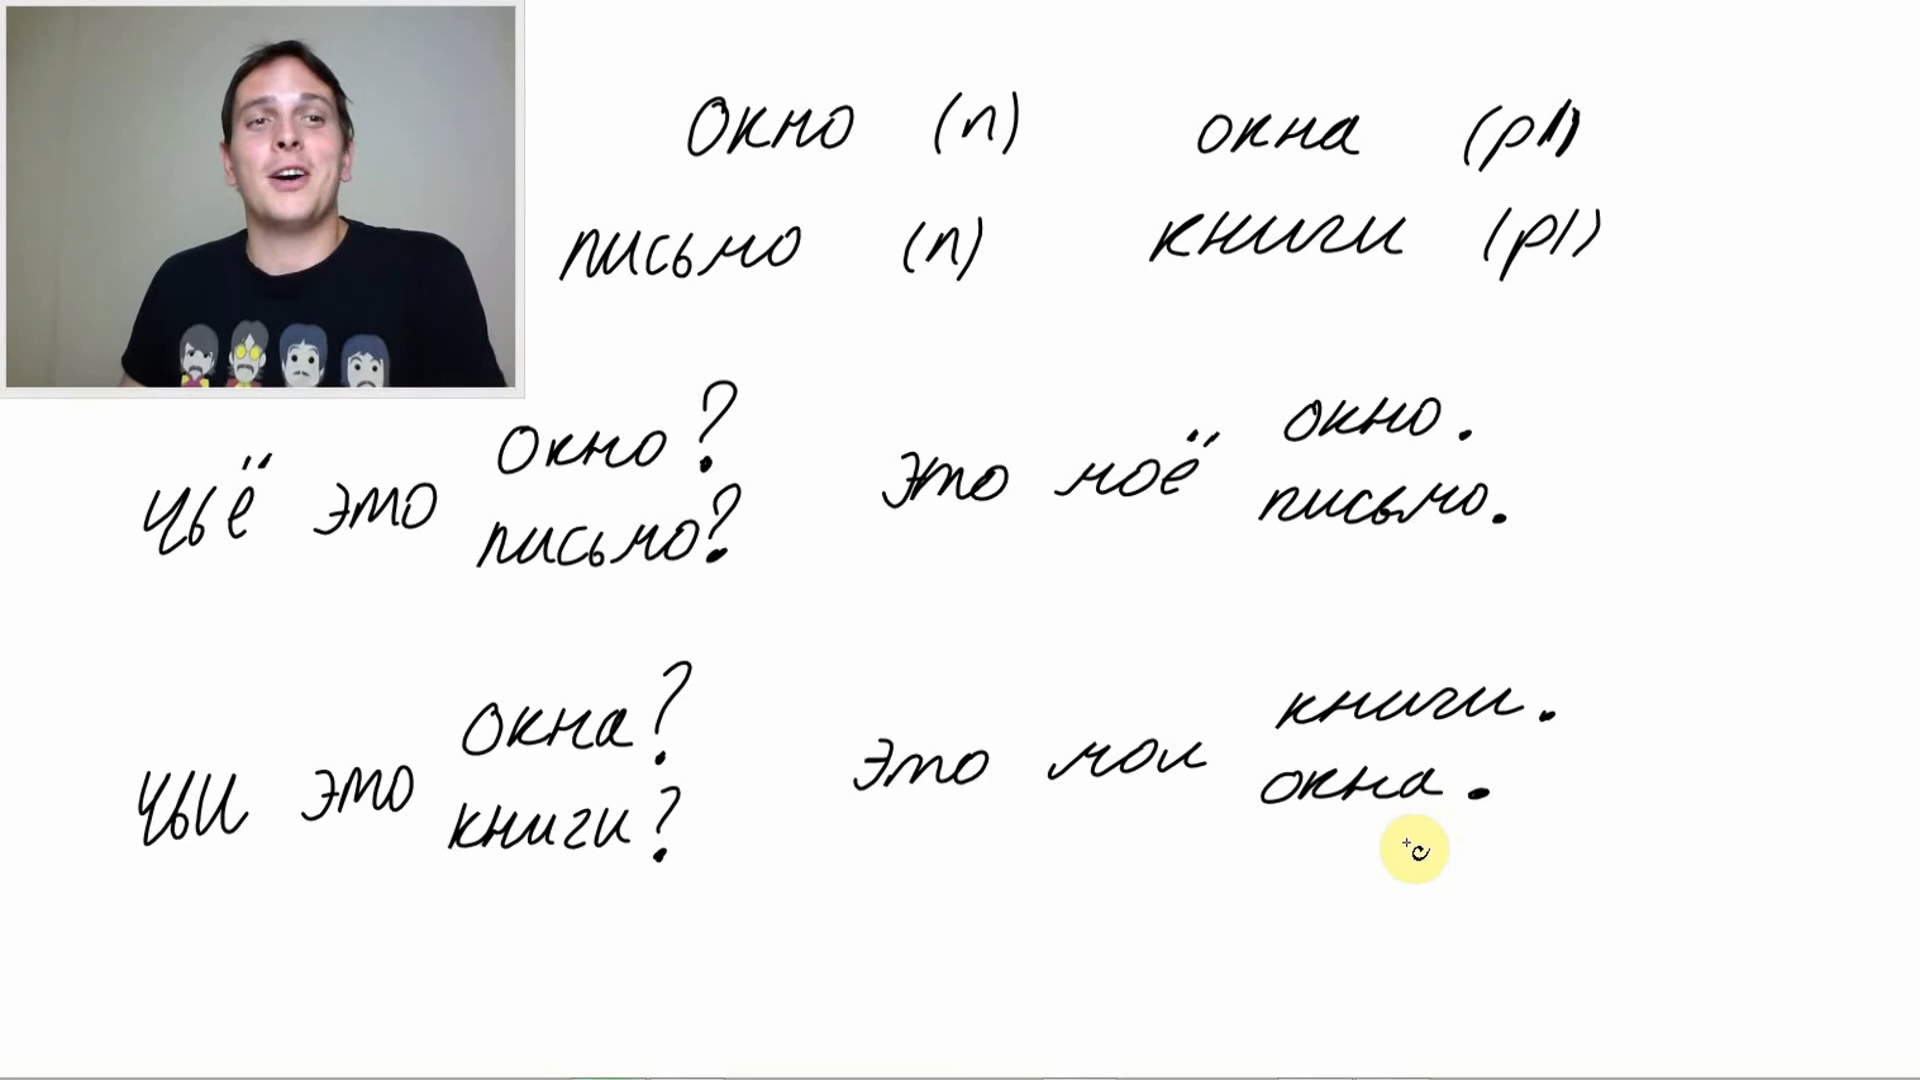 окно (n) окна (pl)
письмо (n) книги (pl)
окно? окно.
чьё это это моё
письмо? письмо.
окна? книги.
чьи это это мои
книги? окна.